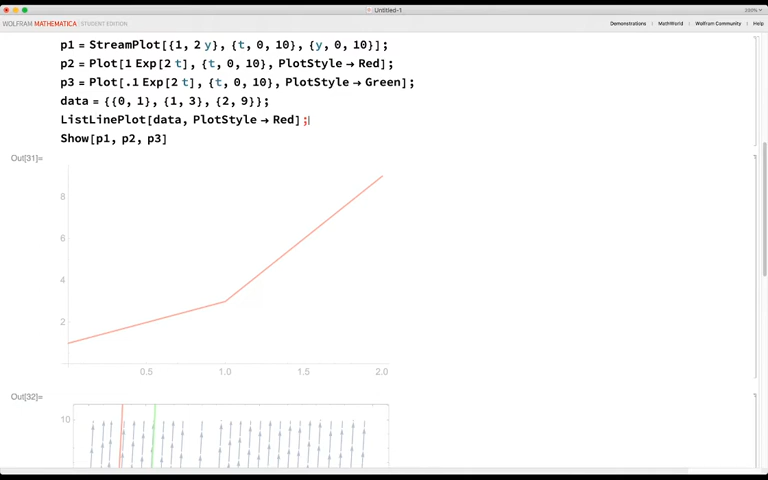 Untitled-1
200%
WOLFRAM MATHEMATICA | STUDENT EDITION
Demonstrations | MathWorld | Wolfram Community | Help
p1 = StreamPlot[{1, 2 y}, {t, 0, 10}, {y, 0, 10}];
p2 = Plot[1 Exp[2 t], {t, 0, 10}, PlotStyle → Red];
p3 = Plot[.1 Exp[2 t], {t, 0, 10}, PlotStyle → Green];
data = {{0, 1}, {1, 3}, {2, 9}};
ListLinePlot[data, PlotStyle → Red];
Show[p1, p2, p3]
Out[31]=
8
6
4
2
0.5 1.0 1.5 2.0
Out[32]=
10